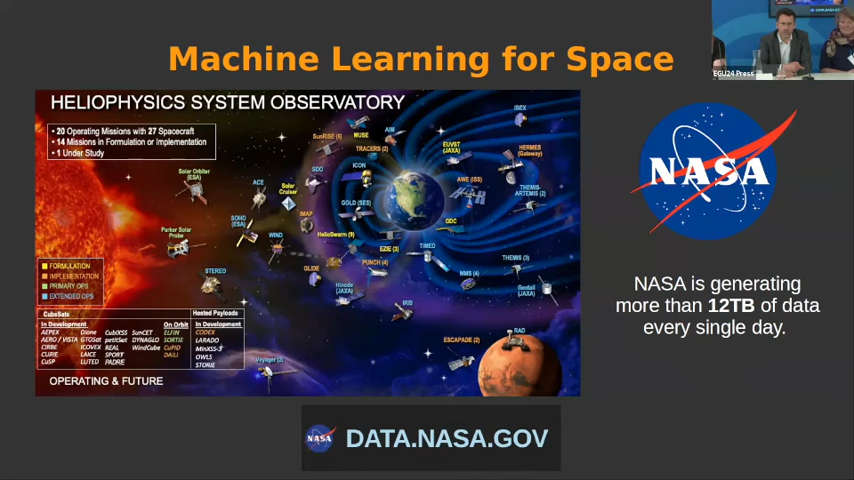 Machine Learning for Space
EGU24 Press
HELIOPHYSICS SYSTEM OBSERVATORY
• 20 Operating Missions with 27 Spacecraft
• 14 Missions in Formulation or Implementation
• 1 Under Study
IBEX
SunRISE (6)
MUSE
AIM
TRACERS (2)
EUVST
(JAXA)
HERMES
(Gateway)
Solar Orbiter
(ESA)
ACE
Solar
Cruiser
SDO
ICON
AWE (ISS)
THEMIS-
ARTEMIS (2)
SOHO
(ESA)
IMAP
GOLD (SES)
GDC
Parker Solar
Probe
WIND
HelioSwarm (9)
EZIE (3)
TIMED
STEREO
GLIDE
PUNCH (4)
THEMIS (3)
MMS (4)
Hinode
(JAXA)
Geotail
(JAXA)
IRIS
RAD
ESCAPADE (2)
Voyager (2)
FORMULATION
IMPLEMENTATION
PRIMARY OPS
EXTENDED OPS
CubeSats
Hosted Payloads
In Development
On Orbit
In Development
AEPEX Dione CubIXSS SunCET ELFIN CODEX
AERO / VISTA GTOSat petitSat DYNAGLO SORTIE LARADO
CIRBE ICOVEX REAL WindCube CuPID MinXSS-3
CURIE LAICE SPORT DAILI OWLS
CuSP LLITED PADRE STORIE
OPERATING & FUTURE
NASA
NASA is generating
more than 12TB of data
every single day.
NASA
DATA.NASA.GOV